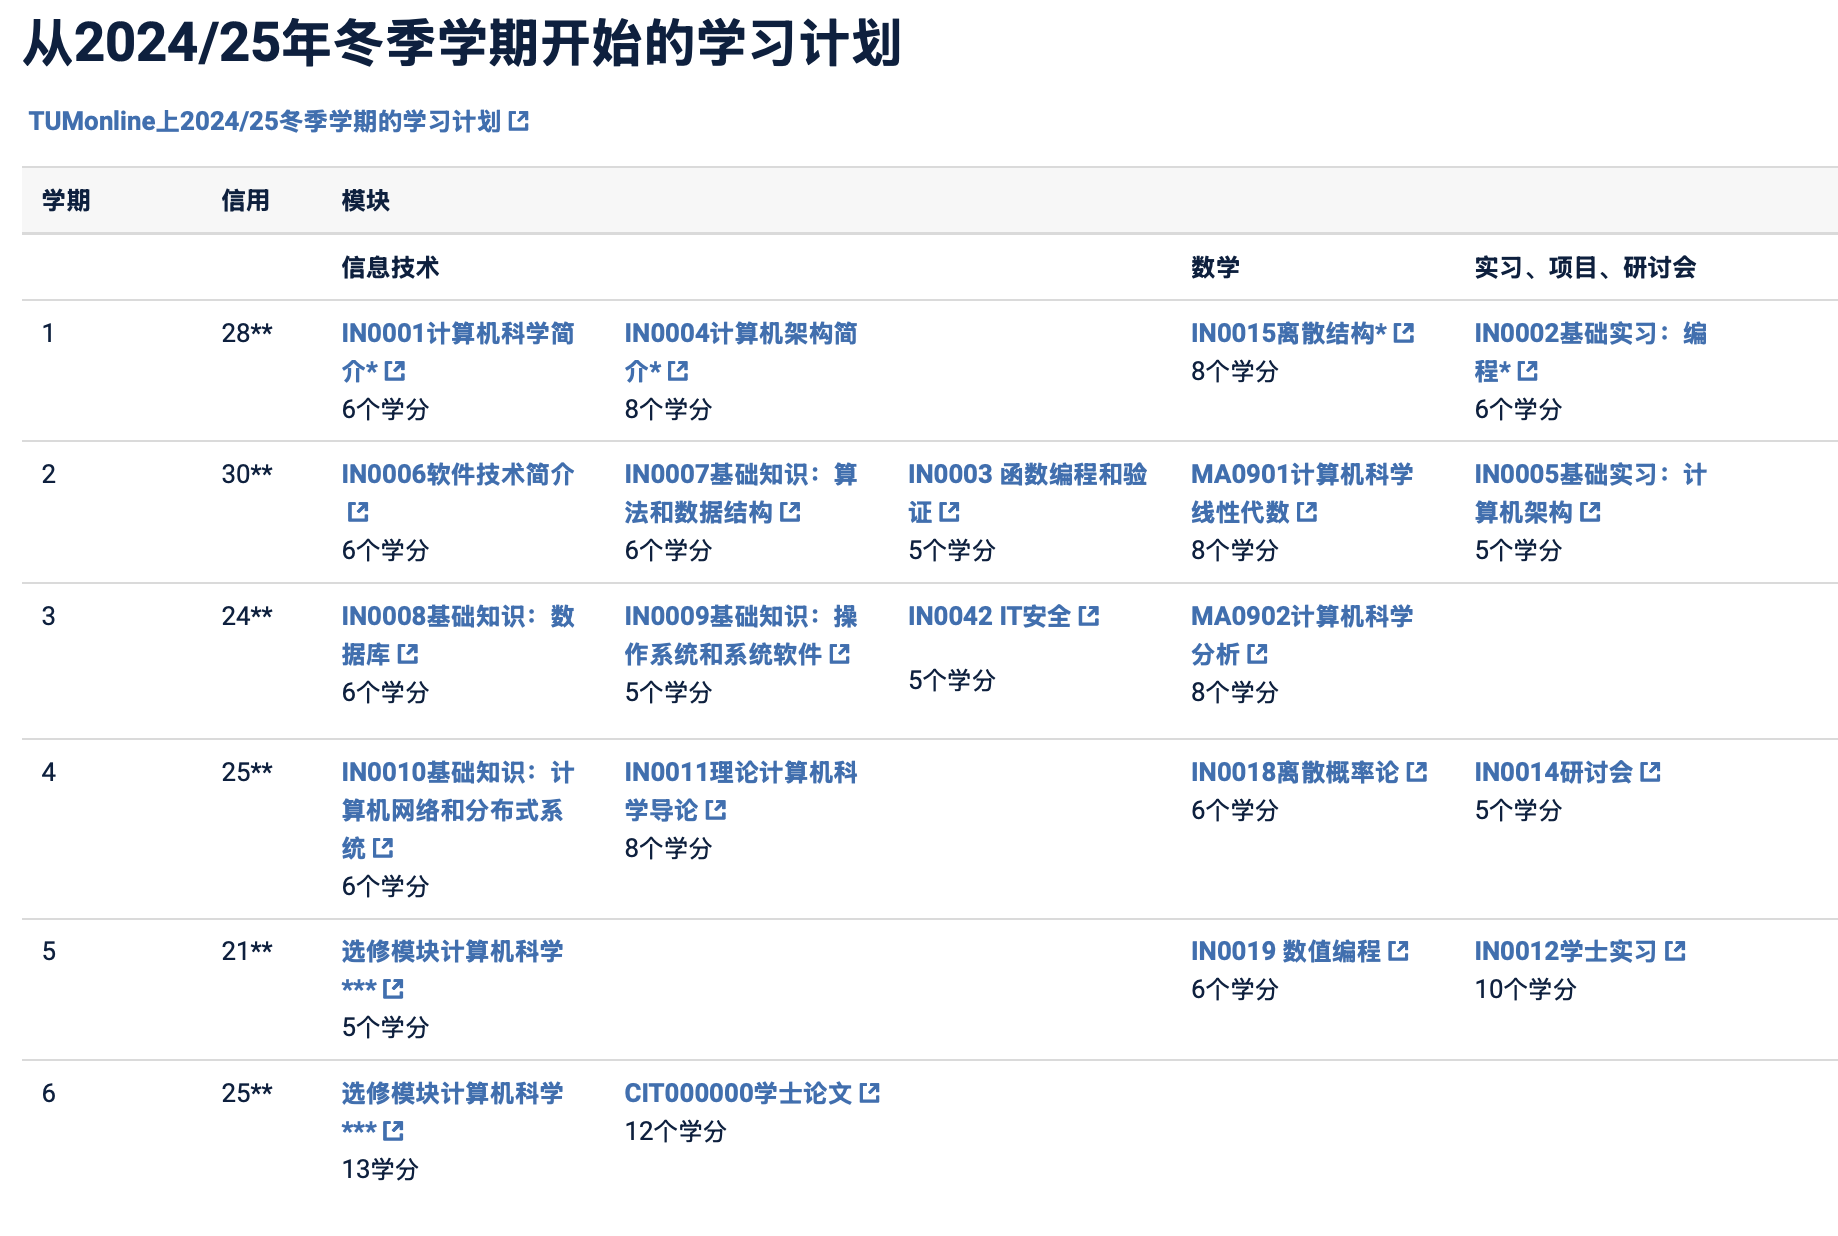 从2024/25年冬季学期开始的学习计划
TUMonline上2024/25冬季学期的学习计划
学期 信用 模块
信息技术 数学 实习、项目、研讨会
1 28** IN0001计算机科学简 IN0004计算机架构简 IN0015离散结构* IN0002基础实习：编
介* 介* 8个学分 程*
6个学分 8个学分 6个学分
2 30** IN0006软件技术简介 IN0007基础知识：算 IN0003 函数编程和验 MA0901计算机科学 IN0005基础实习：计
法和数据结构 证 线性代数 算机架构
6个学分 6个学分 5个学分 8个学分 5个学分
3 24** IN0008基础知识：数 IN0009基础知识：操 IN0042 IT安全 MA0902计算机科学
据库 作系统和系统软件 分析
6个学分 5个学分 5个学分 8个学分
4 25** IN0010基础知识：计 IN0011理论计算机科 IN0018离散概率论 IN0014研讨会
算机网络和分布式系 学导论 6个学分 5个学分
统 8个学分
6个学分
5 21** 选修模块计算机科学 IN0019 数值编程 IN0012学士实习
*** 6个学分 10个学分
5个学分
6 25** 选修模块计算机科学 CIT000000学士论文
*** 12个学分
13学分